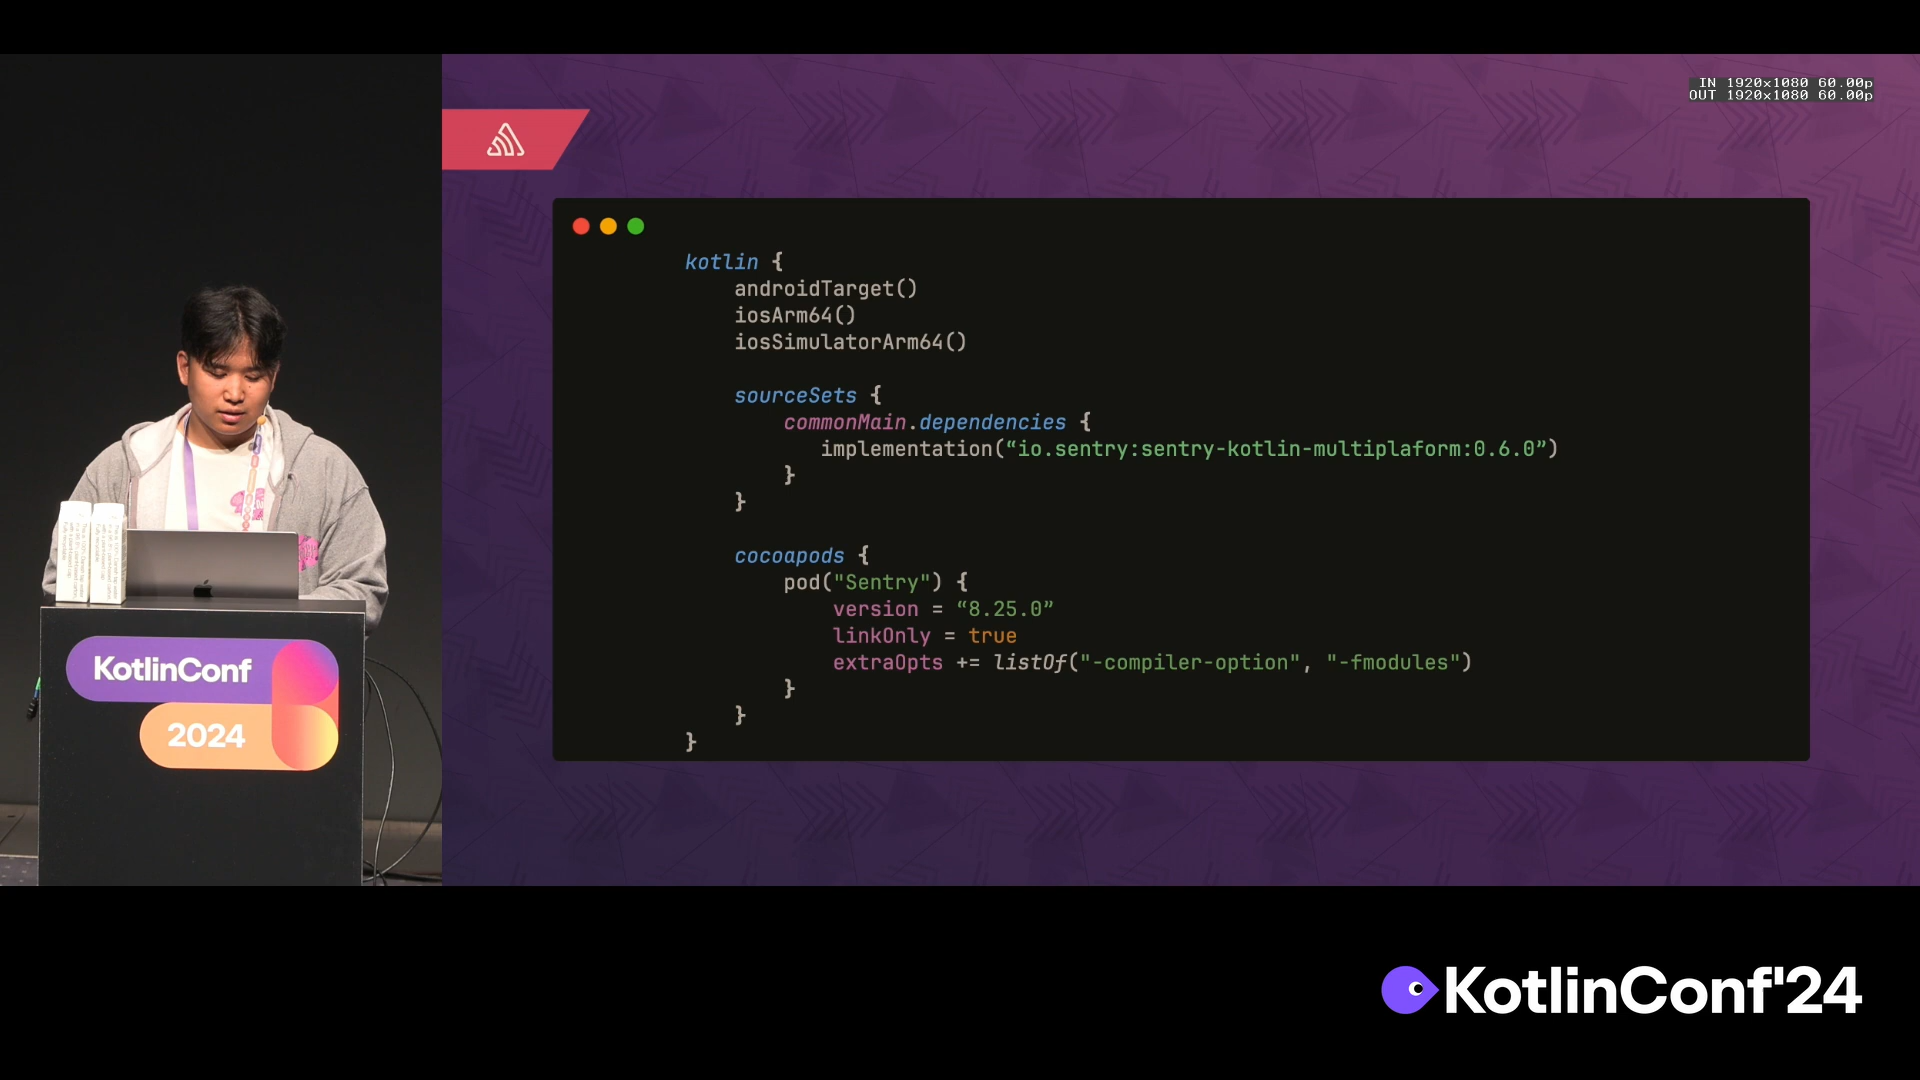 IN 1920x1080 60.00p
OUT 1920x1080 60.00p
kotlin {
androidTarget()
iosArm64()
iosSimulatorArm64()
sourceSets {
commonMain.dependencies {
implementation(“io.sentry:sentry-kotlin-multiplaform:0.6.0”)
}
}
cocoapods {
pod("Sentry") {
version = “8.25.0”
linkOnly = true
extraOpts += listOf("-compiler-option", "-fmodules")
}
}
}
KotlinConf
2024
KotlinConf'24